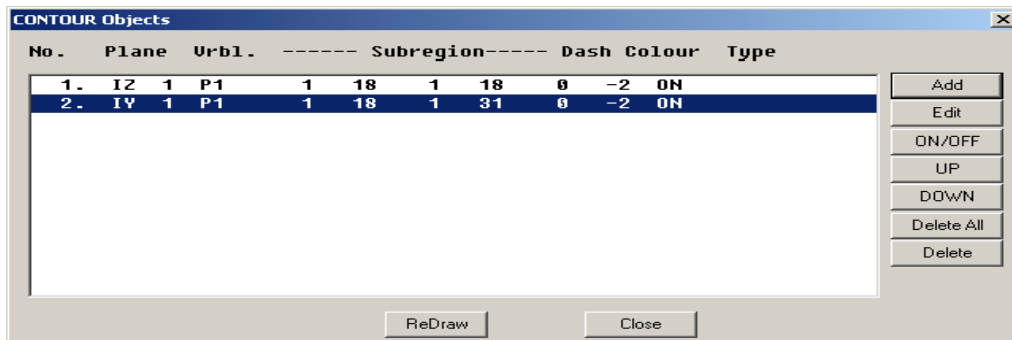 CONTOUR Objects
No. Plane Vrbl. ------ Subregion----- Dash Colour Type
1. IZ 1 P1 1 18 1 18 0 -2 ON
2. IY 1 P1 1 18 1 31 0 -2 ON
Add
Edit
ON/OFF
UP
DOWN
Delete All
Delete
ReDraw Close